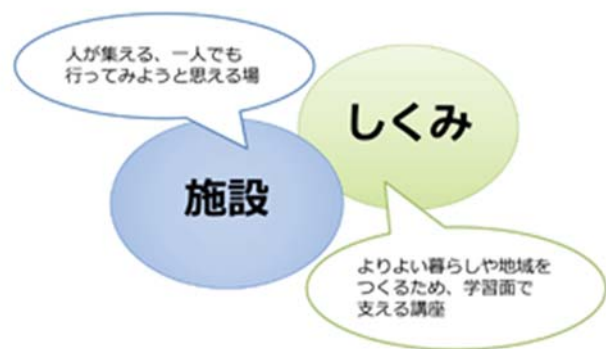 人が集える、一人でも
行ってみようと思える場
しくみ
施設
よりよい暮らしや地域を
つくるため、学習面で
支える講座